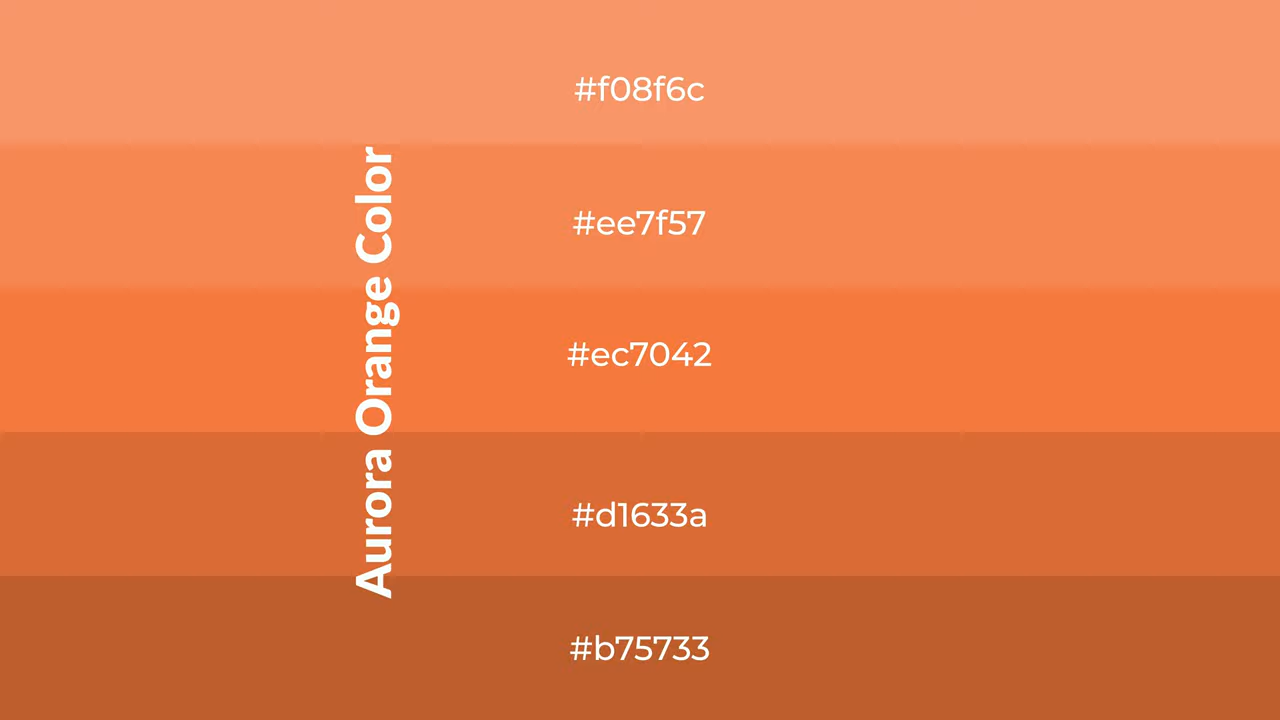 Aurora Orange Color
#f08f6c
#ee7f57
#ec7042
#d1633a
#b75733